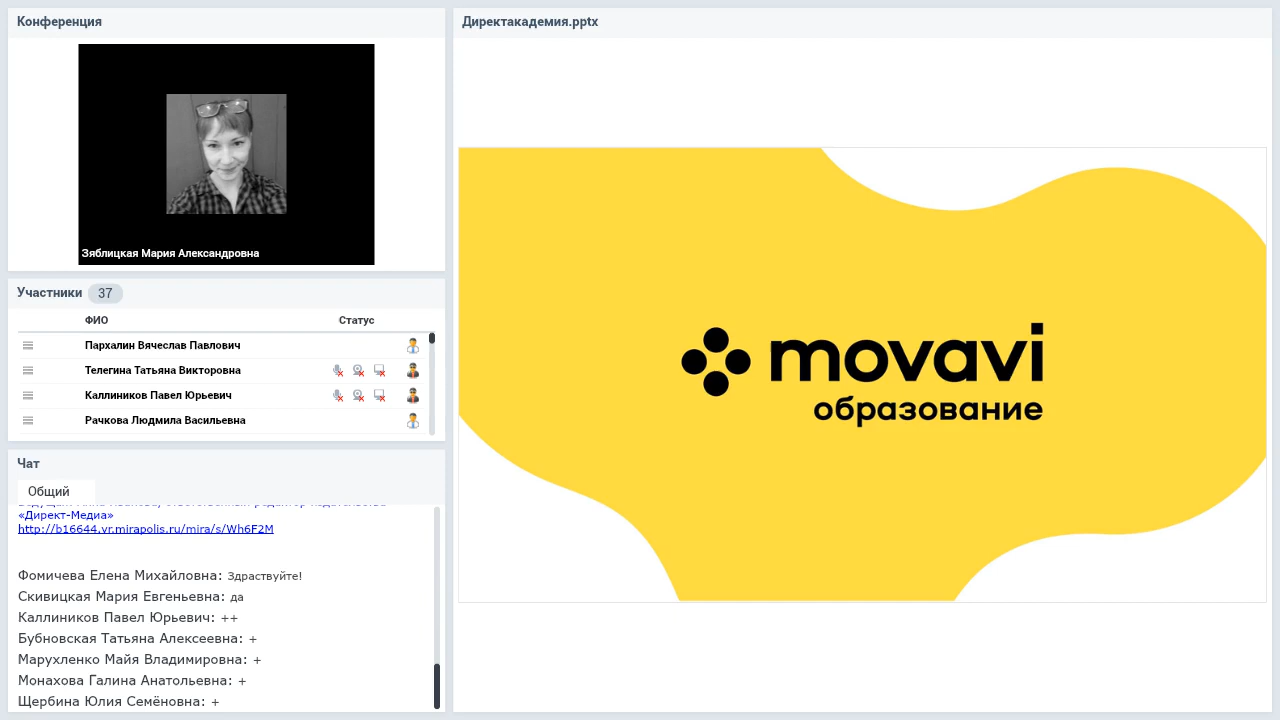 Конференция
Зяблицкая Мария Александровна
Участники 37
ФИО Статус
Пархалин Вячеслав Павлович
Телегина Татьяна Викторовна
Каллиников Павел Юрьевич
Рачкова Людмила Васильевна
Чат
Общий
«Директ-Медиа»
http://b16644.vr.mirapolis.ru/mira/s/Wh6F2M
Фомичева Елена Михайловна: Здраствуйте!
Скивицкая Мария Евгеньевна: да
Каллиников Павел Юрьевич: ++
Бубновская Татьяна Алексеевна: +
Марухленко Майя Владимировна: +
Монахова Галина Анатольевна: +
Щербина Юлия Семёновна: +
Директакадемия.pptx
movavi
образование